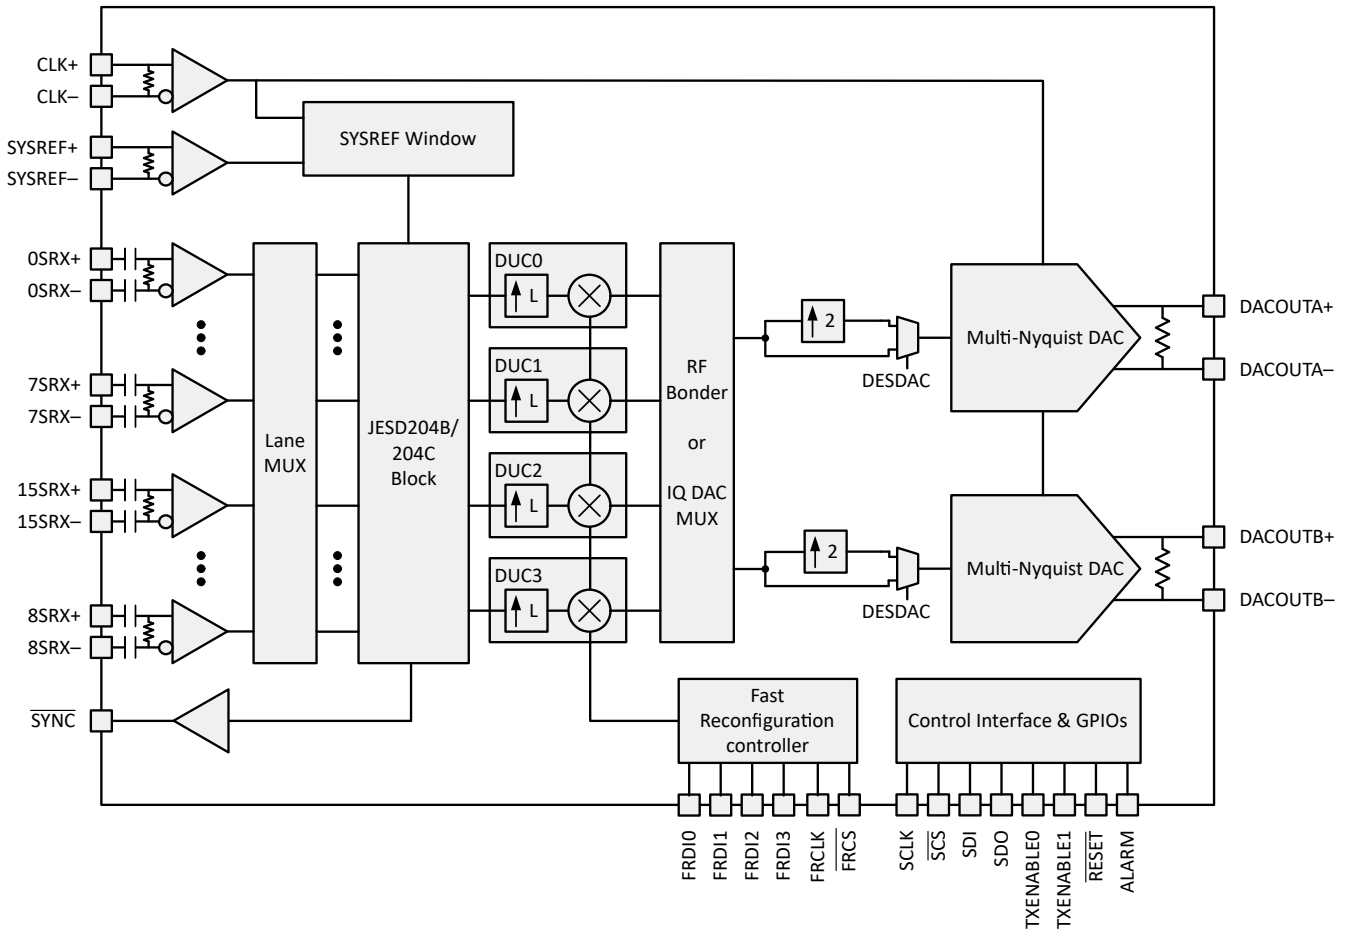 CLK+
CLK–
SYSREF+
SYSREF–
SYSREF Window
0SRX+
0SRX–
7SRX+
7SRX–
15SRX+
15SRX–
8SRX+
8SRX–
SYNC
Lane
MUX
JESD204B/
204C
Block
DUC0
L
DUC1
L
DUC2
L
DUC3
L
RF
Bonder
or
IQ DAC
MUX
2
DESDAC
Multi-Nyquist DAC
DACOUTA+
DACOUTA–
2
DESDAC
Multi-Nyquist DAC
DACOUTB+
DACOUTB–
Fast
Reconfiguration
controller
Control Interface & GPIOs
FRDI0
FRDI1
FRDI2
FRDI3
FRCLK
FRCS
SCLK
SCS
SDI
SDO
TXENABLE0
TXENABLE1
RESET
ALARM